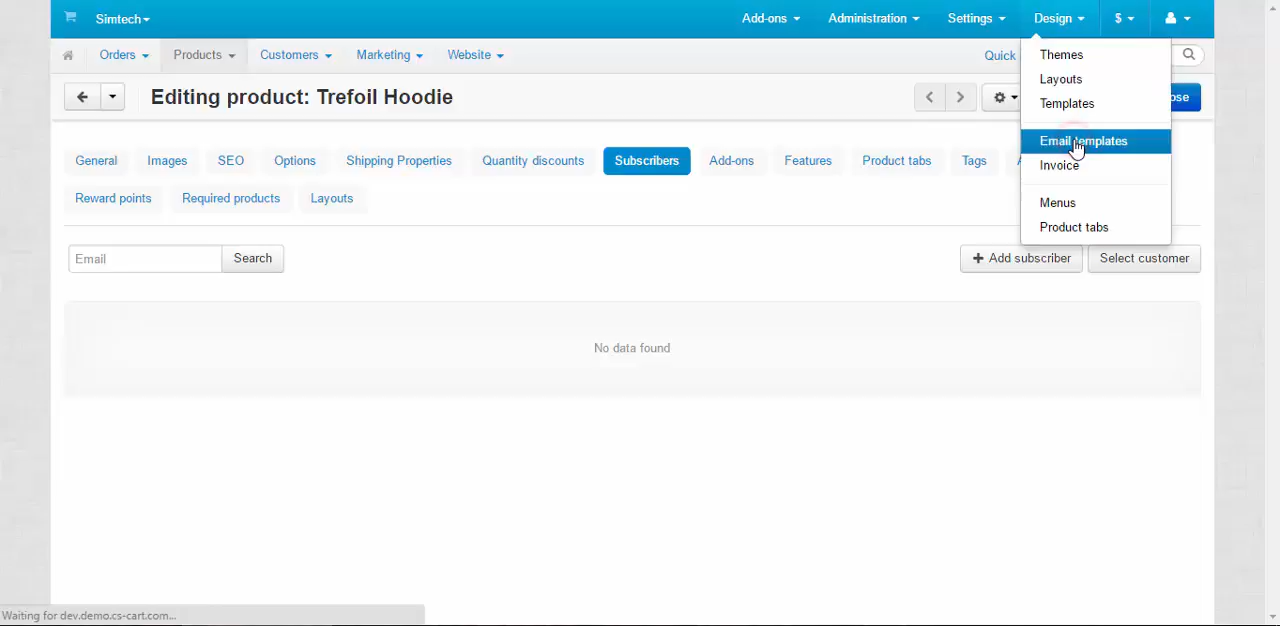 Simtech
Add-ons
Administration
Settings
Design
$
Orders
Products
Customers
Marketing
Website
Quick
Themes
Layouts
Templates
Email templates
Invoice
Menus
Product tabs
Editing product: Trefoil Hoodie
General
Images
SEO
Options
Shipping Properties
Quantity discounts
Subscribers
Add-ons
Features
Product tabs
Tags
Reward points
Required products
Layouts
Email
Search
+ Add subscriber
Select customer
No data found
Waiting for dev.demo.cs-cart.com...